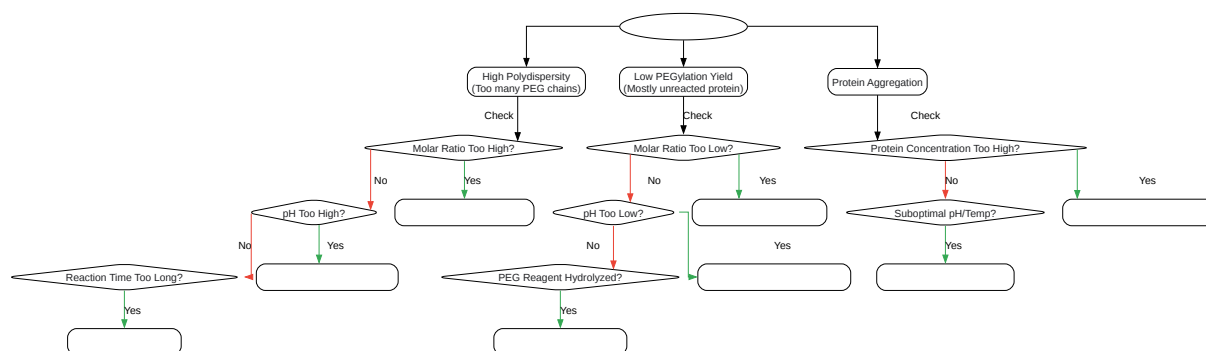 High Polydispersity
(Too many PEG chains)
Low PEGylation Yield
(Mostly unreacted protein)
Protein Aggregation
Check
Check
Check
Molar Ratio Too High?
Molar Ratio Too Low?
Protein Concentration Too High?
No
Yes
No
Yes
No
Yes
pH Too High?
pH Too Low?
Suboptimal pH/Temp?
No
Yes
No
Yes
Yes
Reaction Time Too Long?
PEG Reagent Hydrolyzed?
Yes
Yes